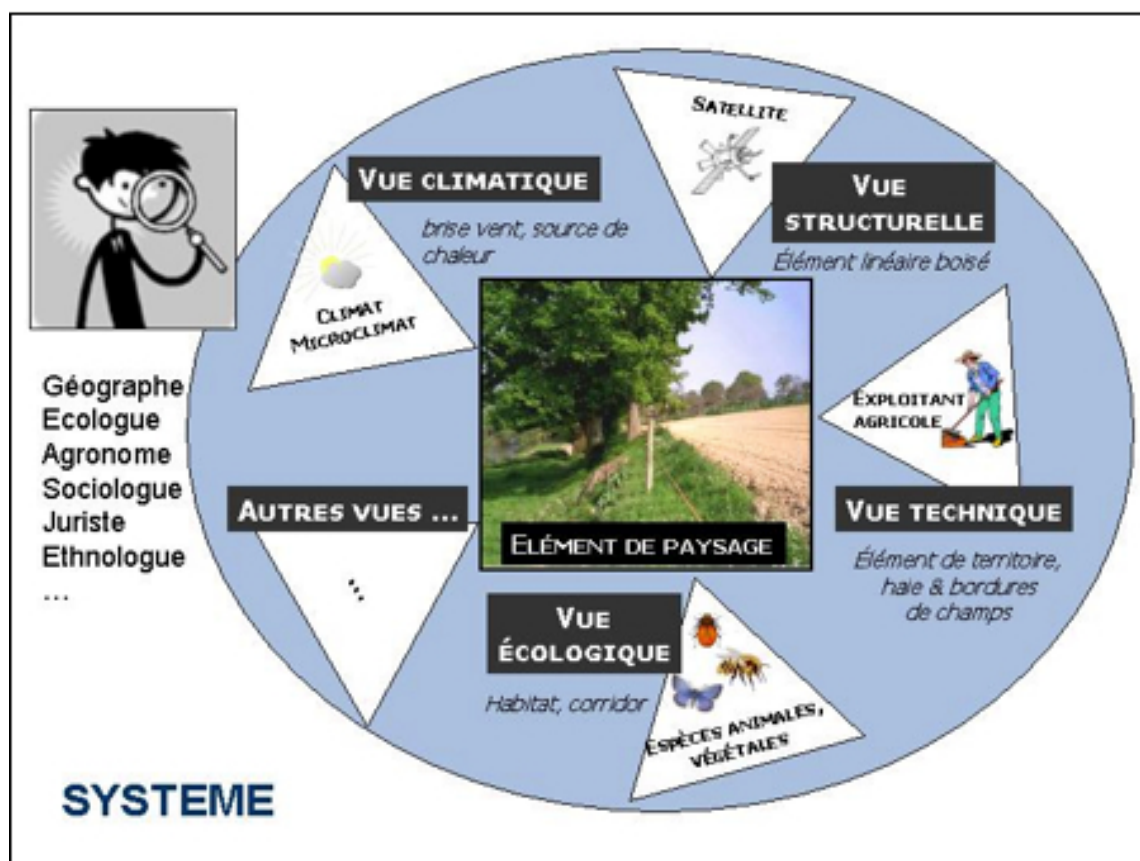 SATELLITE
VUE CLIMATIQUE
brise vent, source de
chaleur
VUE
STRUCTURELLE
Élément linéaire boisé
CLIMAT
MICROCLIMAT
Géographe
Ecologue
Agronome
Sociologue
Juriste
Ethnologue
...
EXPLOITANT
AGRICOLE
AUTRES VUES ...
...
ELÉMENT DE PAYSAGE
VUE TECHNIQUE
Élément de territoire,
haie & bordures
de champs
VUE
ÉCOLOGIQUE
Habitat, corridor
ESPÈCES ANIMALES,
VÉGÉTALES
SYSTEME